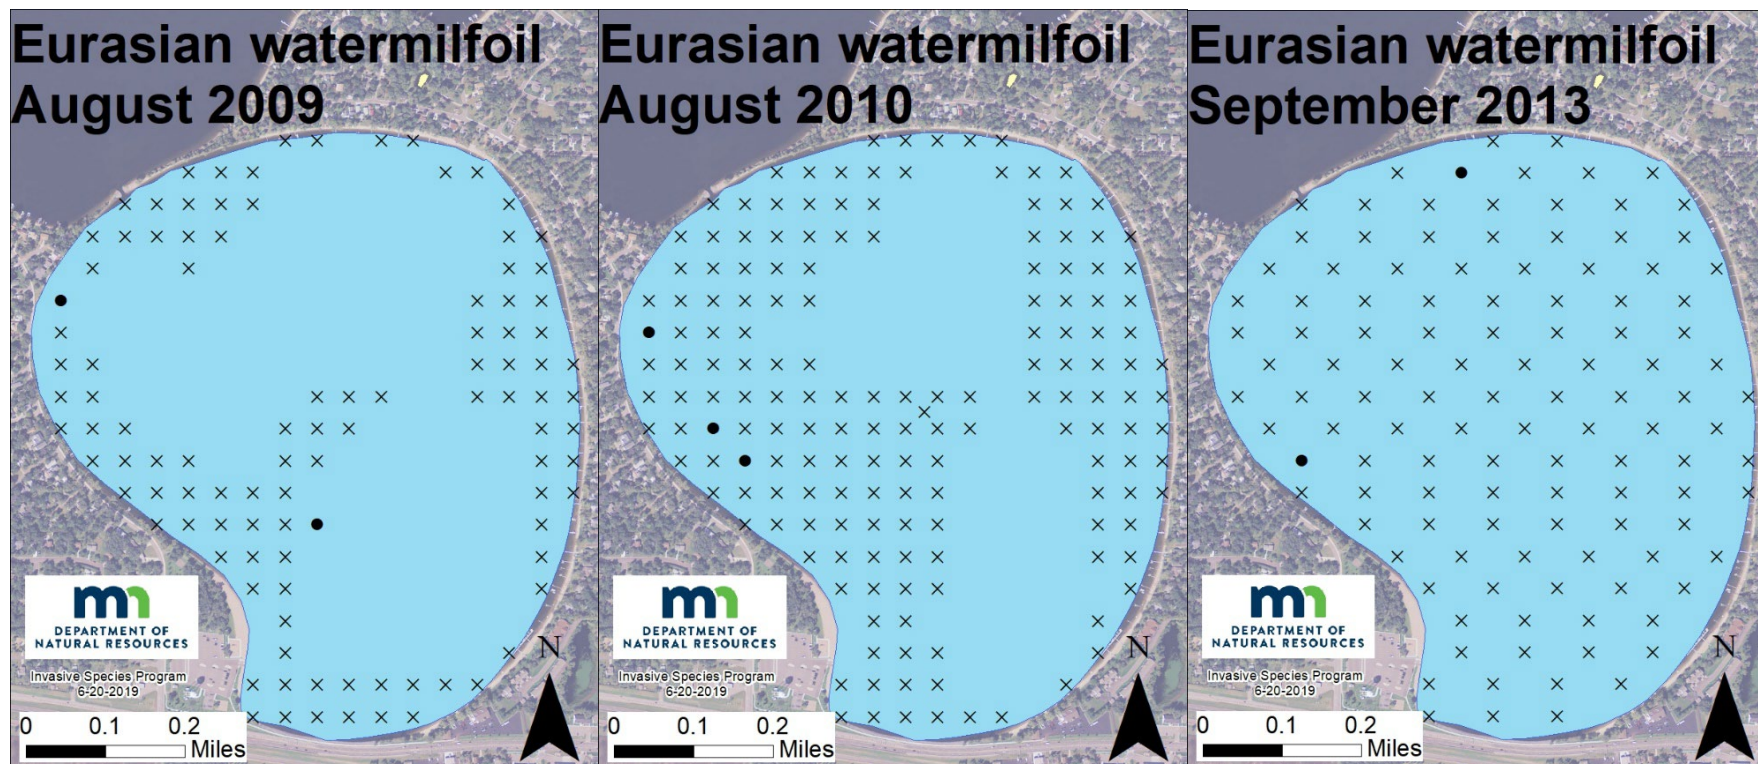 Eurasian watermilfoil
August 2009
N
mn
DEPARTMENT OF
NATURAL RESOURCES
Invasive Species Program
6-20-2019
0 0.1 0.2
Miles
Eurasian watermilfoil
August 2010
N
mn
DEPARTMENT OF
NATURAL RESOURCES
Invasive Species Program
6-20-2019
0 0.1 0.2
Miles
Eurasian watermilfoil
September 2013
N
mn
DEPARTMENT OF
NATURAL RESOURCES
Invasive Species Program
6-20-2019
0 0.1 0.2
Miles